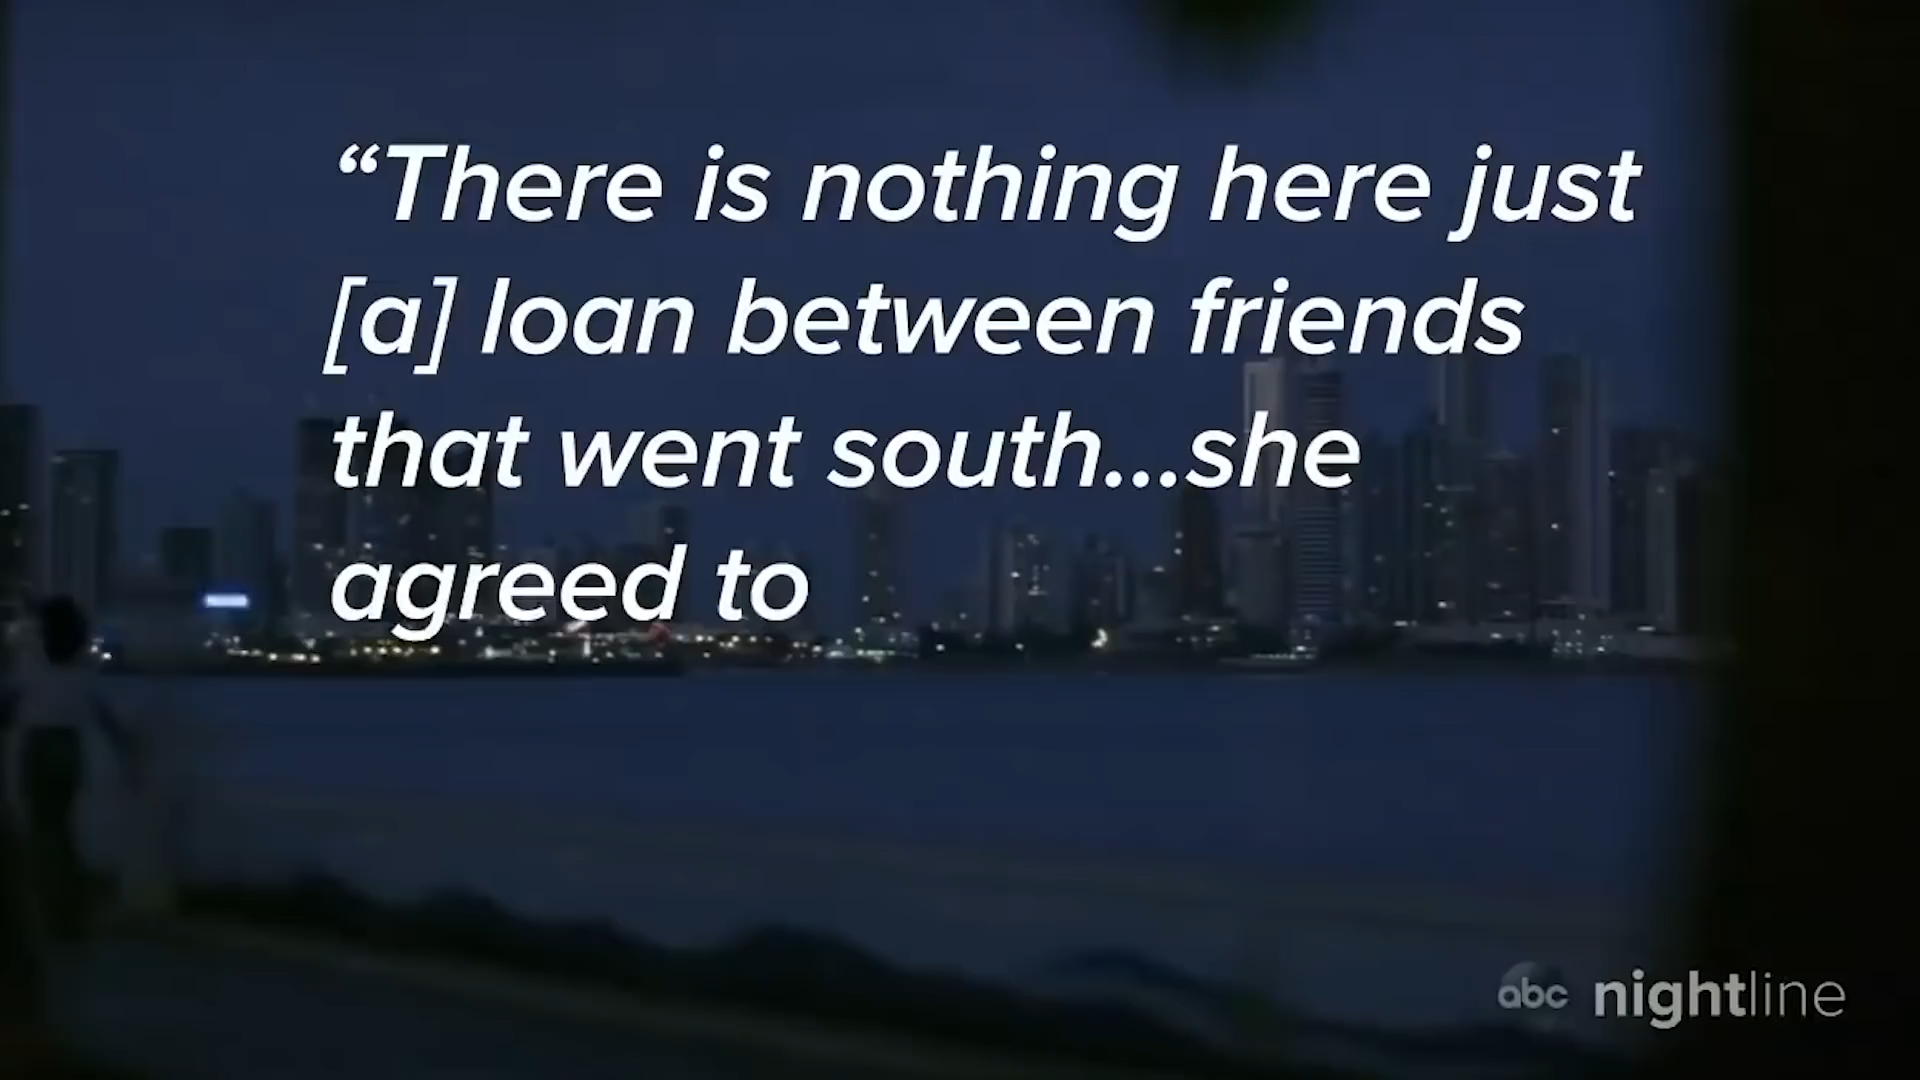 “There is nothing here just
[a] loan between friends
that went south...she
agreed to
abc nightline